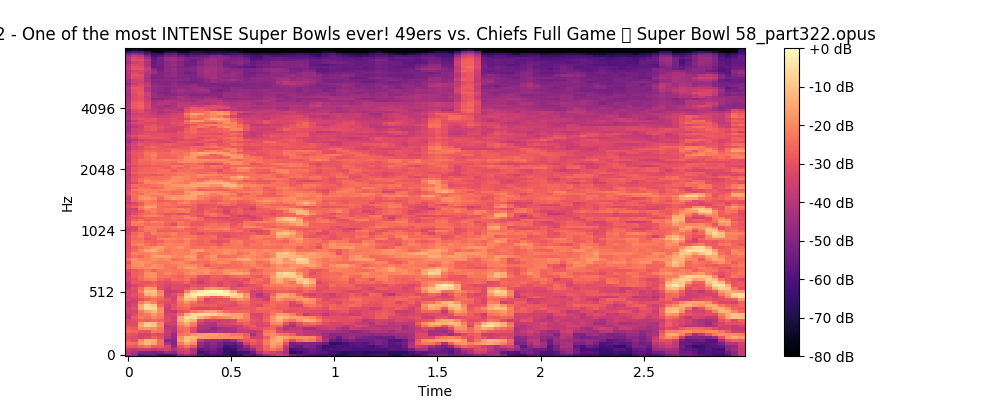 2 - One of the most INTENSE Super Bowls ever! 49ers vs. Chiefs Full Game Super Bowl 58_part322.opus
+0 dB
-10 dB
-20 dB
-30 dB
-40 dB
-50 dB
-60 dB
-70 dB
-80 dB
4096
2048
1024
512
0
Hz
0
0.5
1
1.5
2
2.5
Time